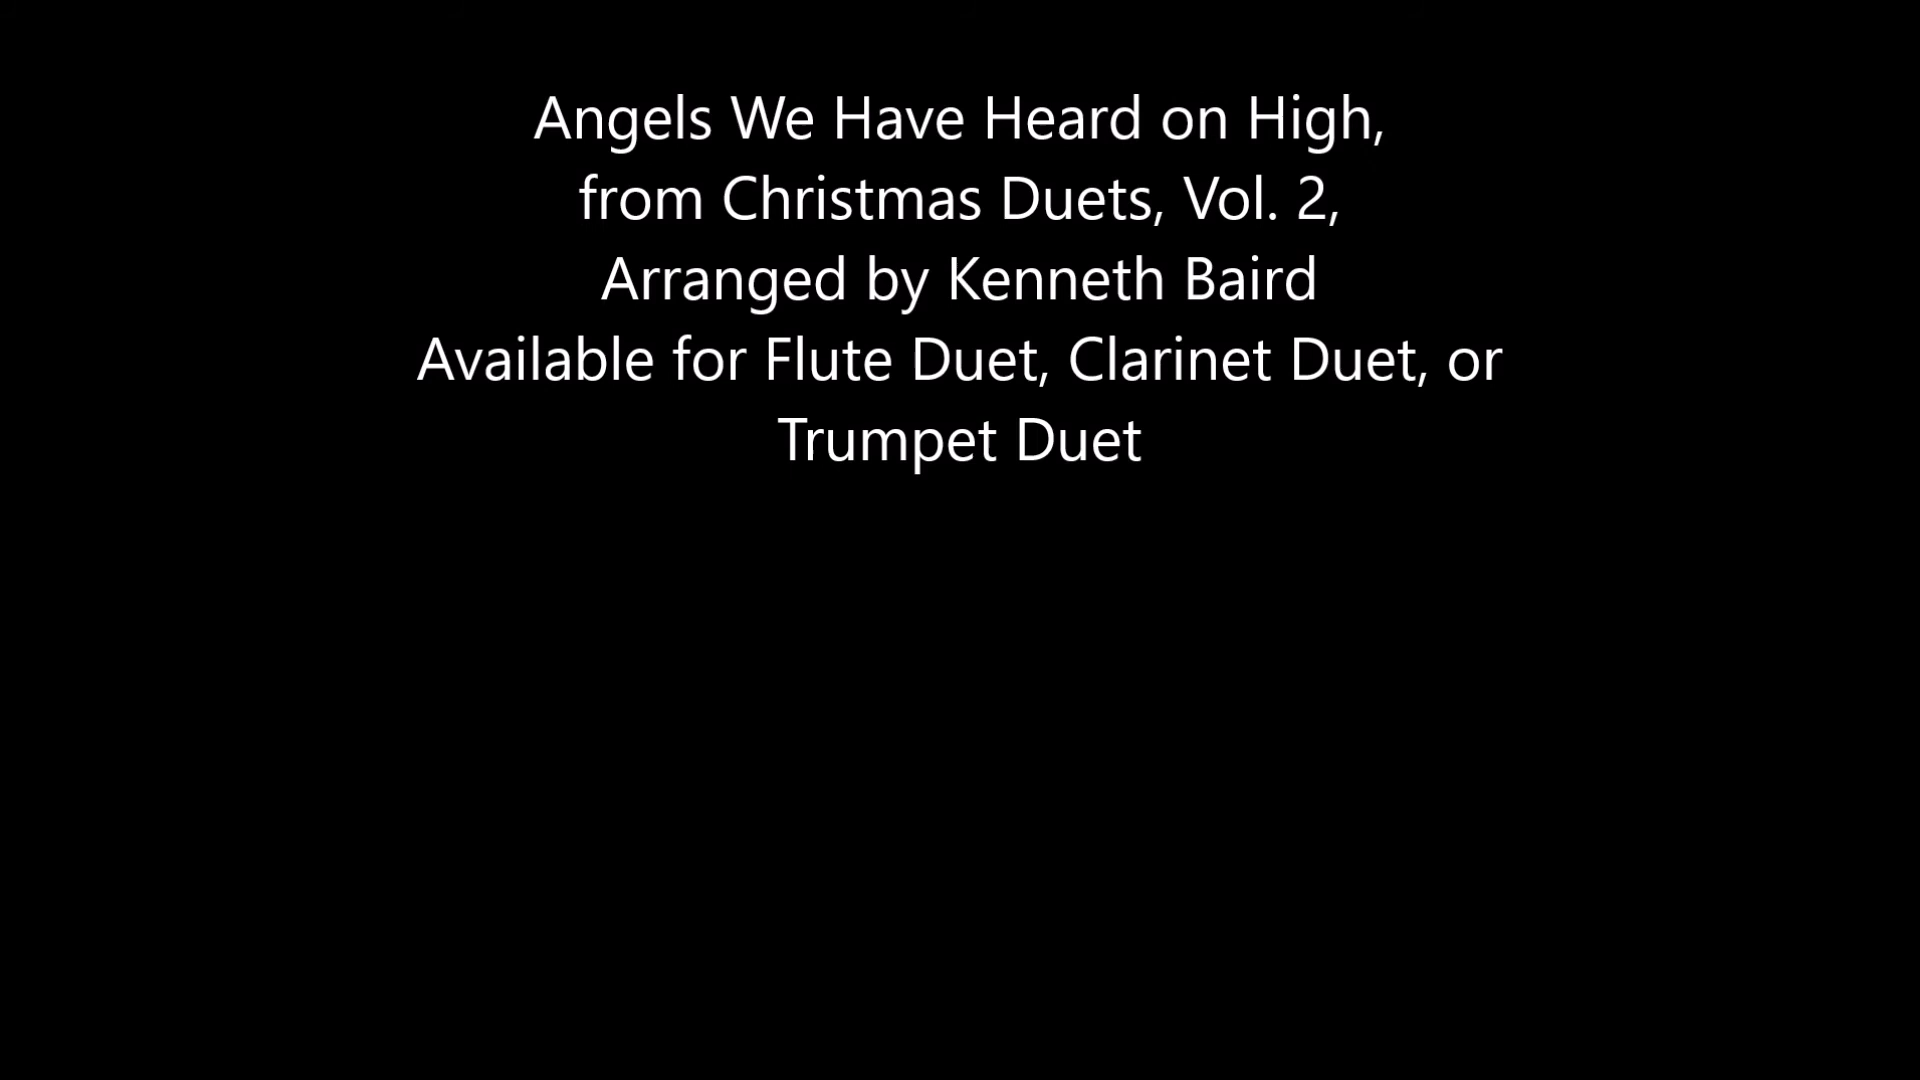 Angels We Have Heard on High,
from Christmas Duets, Vol. 2,
Arranged by Kenneth Baird
Available for Flute Duet, Clarinet Duet, or
Trumpet Duet